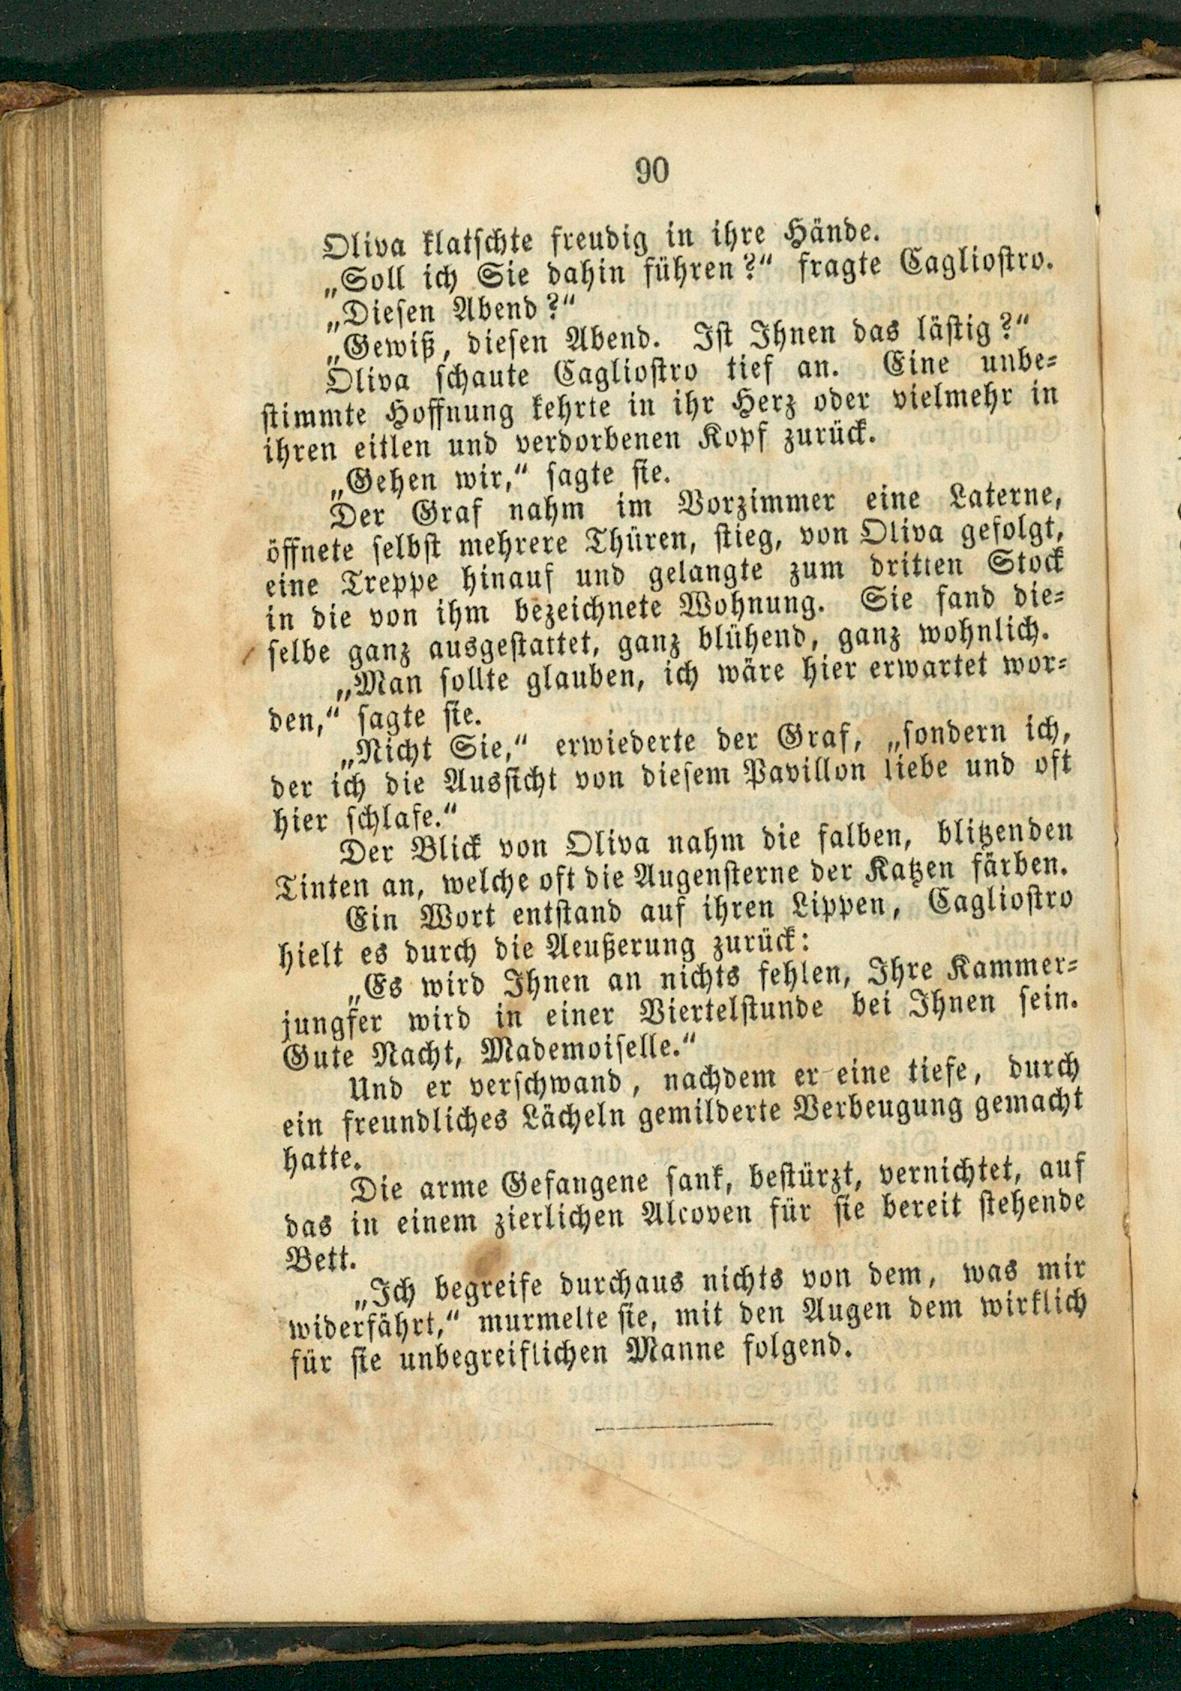 90
Oliva klatschte freudig in ihre Hände.
„Soll ich Sie dahin führen?“ fragte Cagliostro.
„Diesen Abend?“
„Gewiß, diesen Abend. Ist Ihnen das lästig?“
Oliva schaute Cagliostro tief an. Eine unbe-
stimmte Hoffnung kehrte in ihr Herz oder vielmehr in
ihren eitlen und verdorbenen Kopf zurück.
„Gehen wir,“ sagte sie.
Der Graf nahm im Vorzimmer eine Laterne,
öffnete selbst mehrere Thüren, stieg, von Oliva gefolgt,
eine Treppe hinauf und gelangte zum dritten Stock
in die von ihm bezeichnete Wohnung. Sie fand die-
selbe ganz ausgestattet, ganz blühend, ganz wohnlich.
„Man sollte glauben, ich wäre hier erwartet wor-
den,“ sagte sie.
„Nicht Sie,“ erwiederte der Graf, „sondern ich,
der ich die Aussicht von diesem Pavillon liebe und oft
hier schlafe.“
Der Blick von Oliva nahm die falben, blitzenden
Tinten an, welche oft die Augensterne der Katzen färben.
Ein Wort entstand auf ihren Lippen, Cagliostro
hielt es durch die Aeußerung zurück:
„Es wird Ihnen an nichts fehlen, Ihre Kammer-
jungfer wird in einer Viertelstunde bei Ihnen sein.
Gute Nacht, Mademoiselle.“
Und er verschwand, nachdem er eine tiefe, durch
ein freundliches Lächeln gemilderte Verbeugung gemacht
hatte.
Die arme Gefangene sank, bestürzt, vernichtet, auf
das in einem zierlichen Alcoven für sie bereit stehende
Bett.
„Ich begreife durchaus nichts von dem, was mir
widerfährt,“ murmelte sie, mit den Augen dem wirklich
für sie unbegreiflichen Manne folgend.